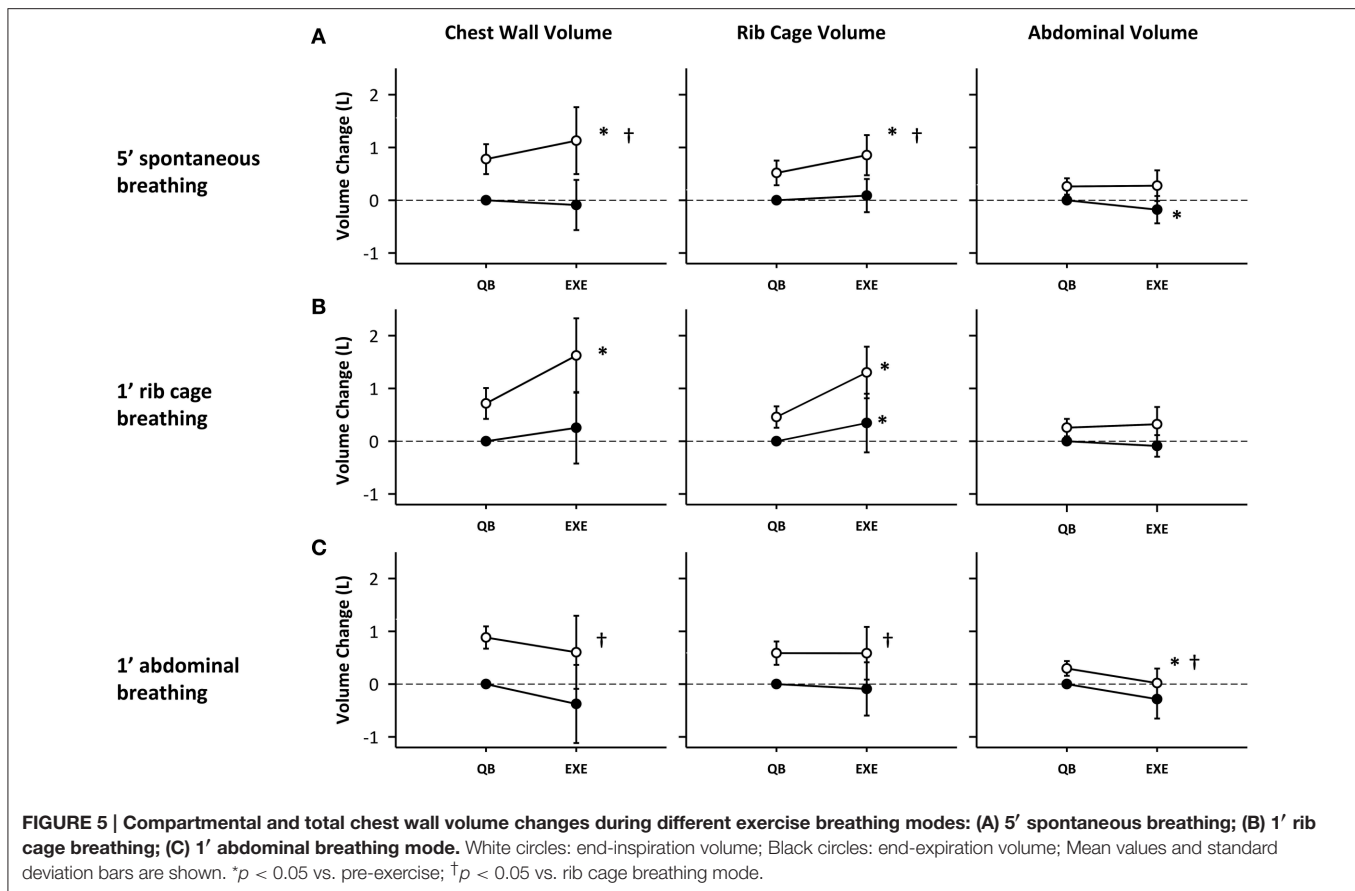 A
Chest Wall Volume
Rib Cage Volume
Abdominal Volume
5′ spontaneous
breathing
Volume Change (L)
2
1
0
-1
* †
* †
*
QB
EXE
QB
EXE
QB
EXE
B
1′ rib cage
breathing
Volume Change (L)
2
1
0
-1
*
*
*
QB
EXE
QB
EXE
QB
EXE
C
1′ abdominal
breathing
Volume Change (L)
2
1
0
-1
†
†
* †
QB
EXE
QB
EXE
QB
EXE
FIGURE 5 | Compartmental and total chest wall volume changes during different exercise breathing modes: (A) 5′ spontaneous breathing; (B) 1′ rib
cage breathing; (C) 1′ abdominal breathing mode. White circles: end-inspiration volume; Black circles: end-expiration volume; Mean values and standard
deviation bars are shown. *p < 0.05 vs. pre-exercise; †p < 0.05 vs. rib cage breathing mode.